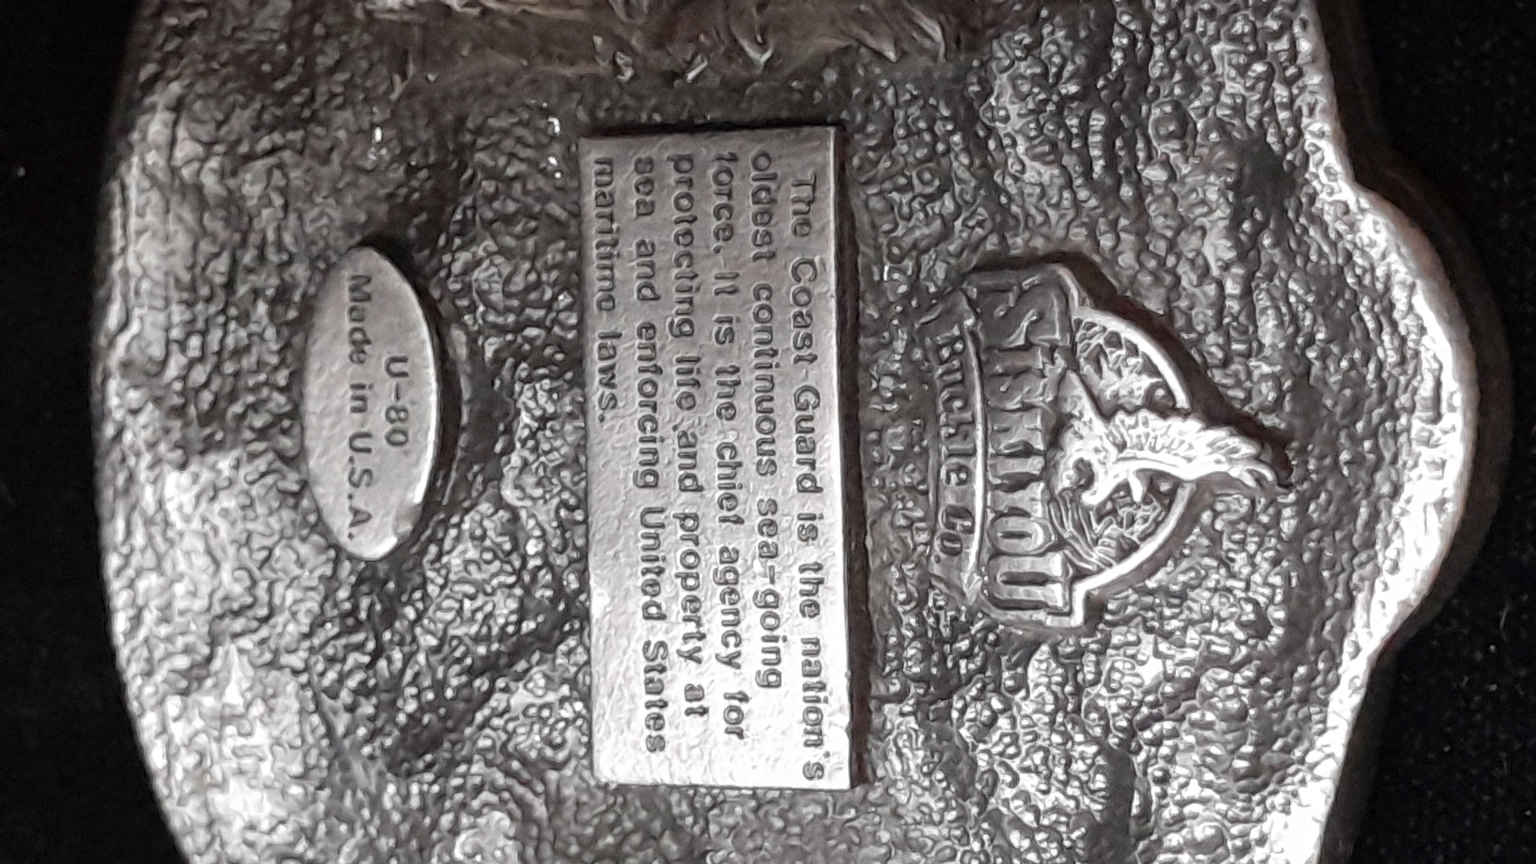 SISKIYOU
Buckle Co
The Coast Guard is the nation's
oldest continuous sea-going
force. It is the chief agency for
protecting life and property at
sea and enforcing United States
maritime laws.
U-80
Made in U.S.A.